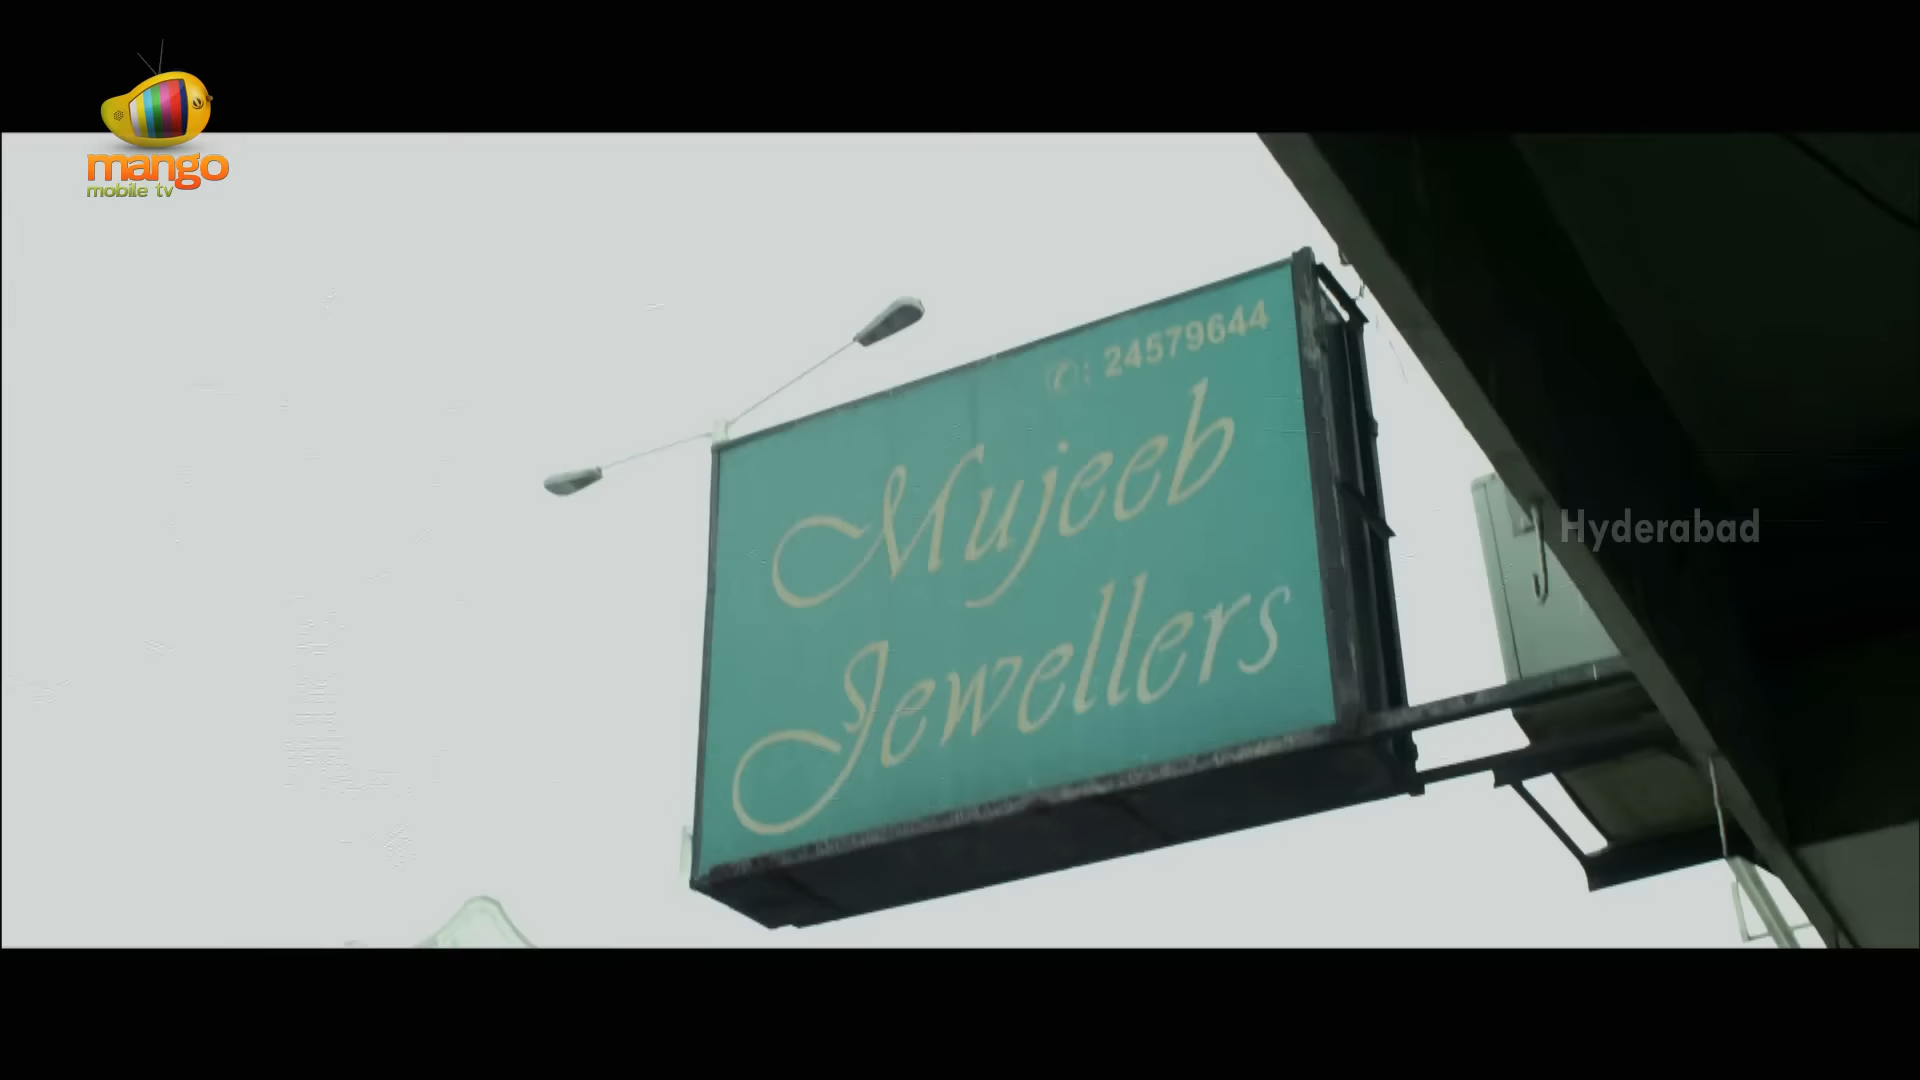 mango
mobile tv
✆: 24579644
Mujeeb
Jewellers
Hyderabad